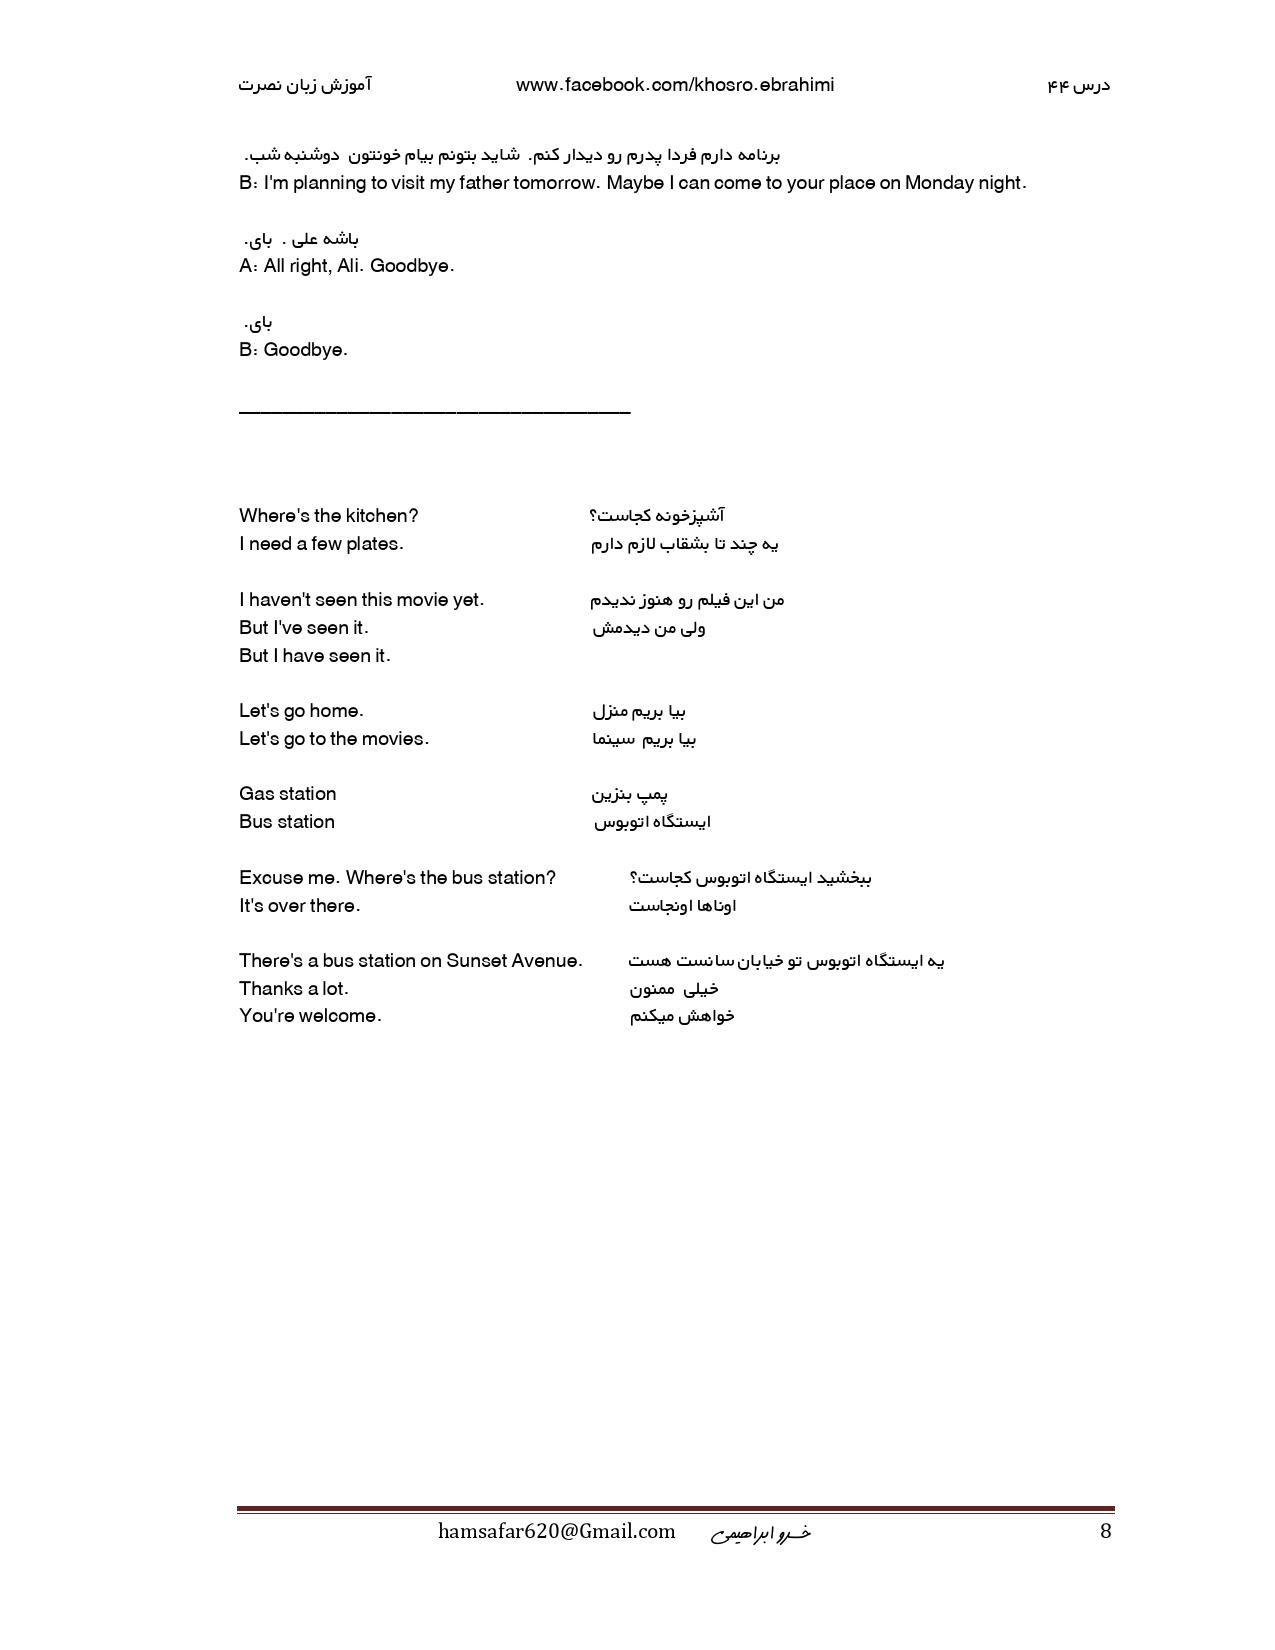 آموزش زبان نصرت www.facebook.com/khosro.ebrahimi درس ۴۴
برنامه دارم فردا پدرم رو دیدار کنم. شاید بتونم بیام خونتون دوشنبه شب.
B: I'm planning to visit my father tomorrow. Maybe I can come to your place on Monday night.
باشه علی . بای.
A: All right, Ali. Goodbye.
بای.
B: Goodbye.
Where's the kitchen? آشپزخونه کجاست؟
I need a few plates. یه چند تا بشقاب لازم دارم
I haven't seen this movie yet. من این فیلم رو هنوز ندیدم
But I've seen it. ولی من دیدمش
But I have seen it.
Let's go home. بیا بریم منزل
Let's go to the movies. بیا بریم سینما
Gas station پمپ بنزین
Bus station ایستگاه اتوبوس
Excuse me. Where's the bus station? ببخشید ایستگاه اتوبوس کجاست؟
It's over there. اوناها اونجاست
There's a bus station on Sunset Avenue. یه ایستگاه اتوبوس تو خیابان سانست هست
Thanks a lot. خیلی ممنون
You're welcome. خواهش میکنم
hamsafar620@Gmail.com خسرو ابراهیمی 8